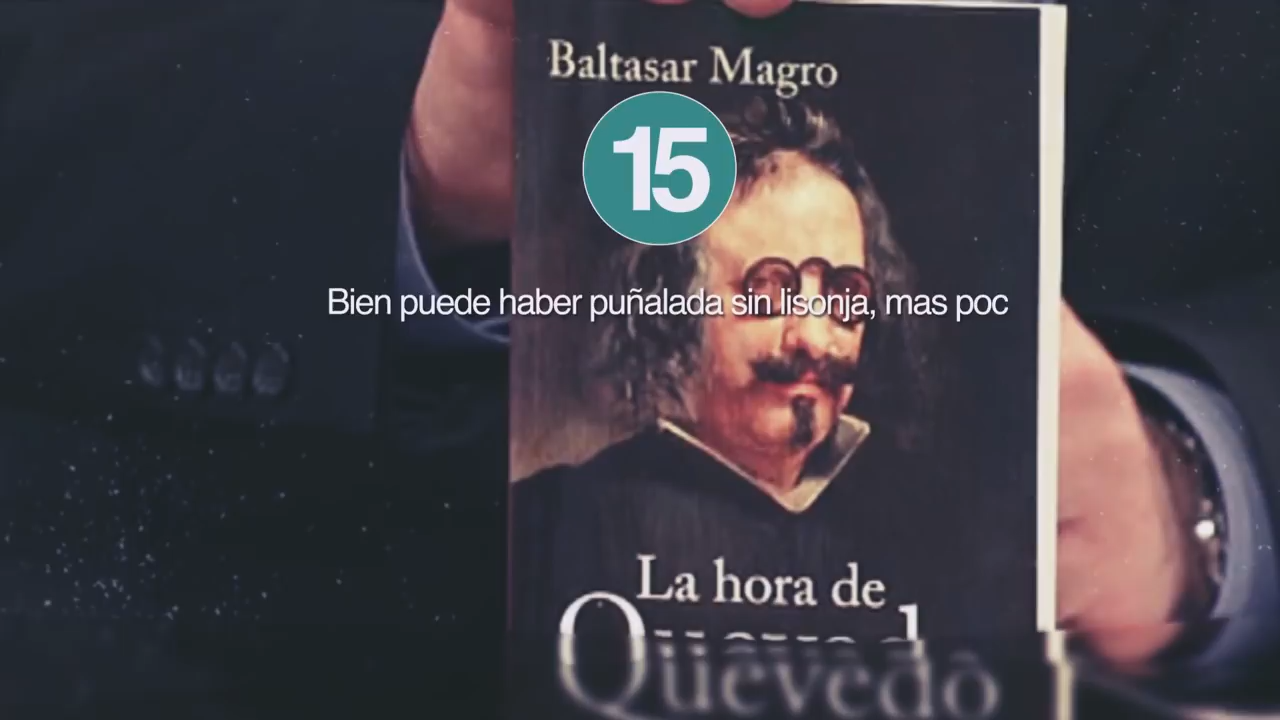 Baltasar Magro
15
Bien puede haber puñalada sin lisonja, mas poc
La hora de
Quevedo